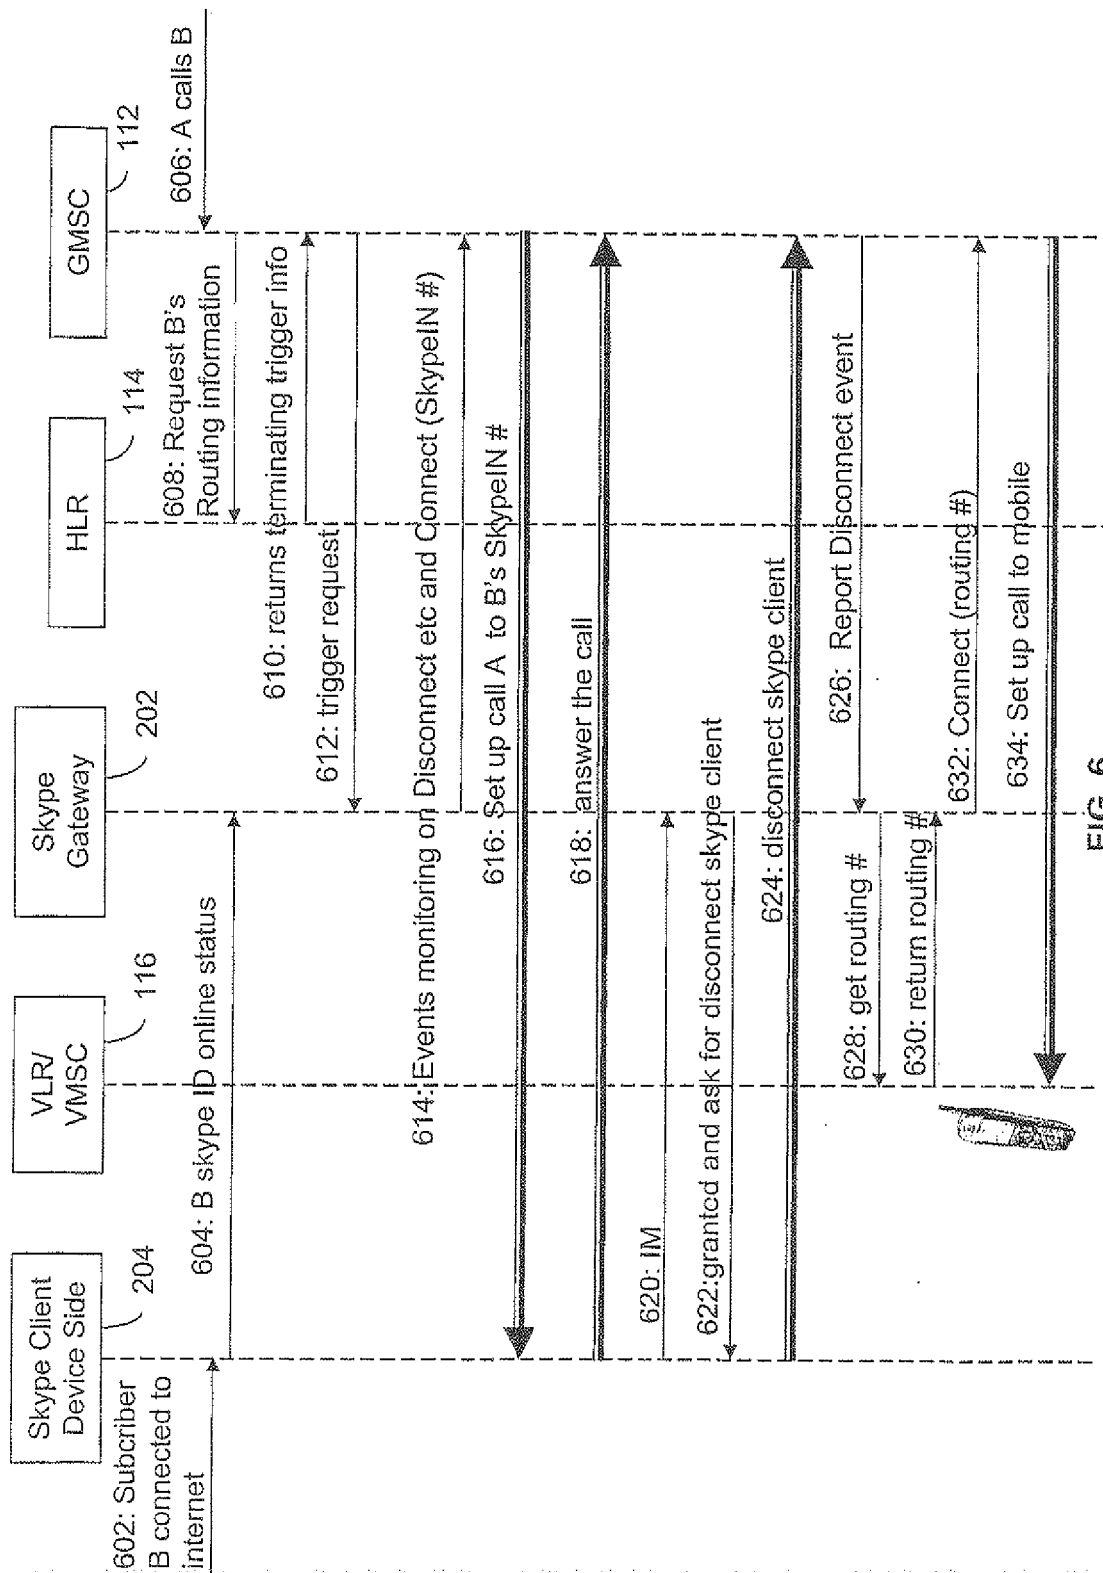 Skype Client
Device Side
204
VLR/
VMSC
116
Skype
Gateway
202
HLR
114
GMSC
112
602: Subcriber
B connected to
internet
604: B skype ID online status
606: A calls B
608: Request B's
Routing information
610: returns terminating trigger info
612: trigger request
614: Events monitoring on Disconnect etc and Connect (SkypeIN #)
616: Set up call A to B's SkypeIN #
618: answer the call
620: IM
622:granted and ask for disconnect skype client
624: disconnect skype client
626: Report Disconnect event
628: get routing #
630: return routing #
632: Connect (routing #)
634: Set up call to mobile
FIG. 6